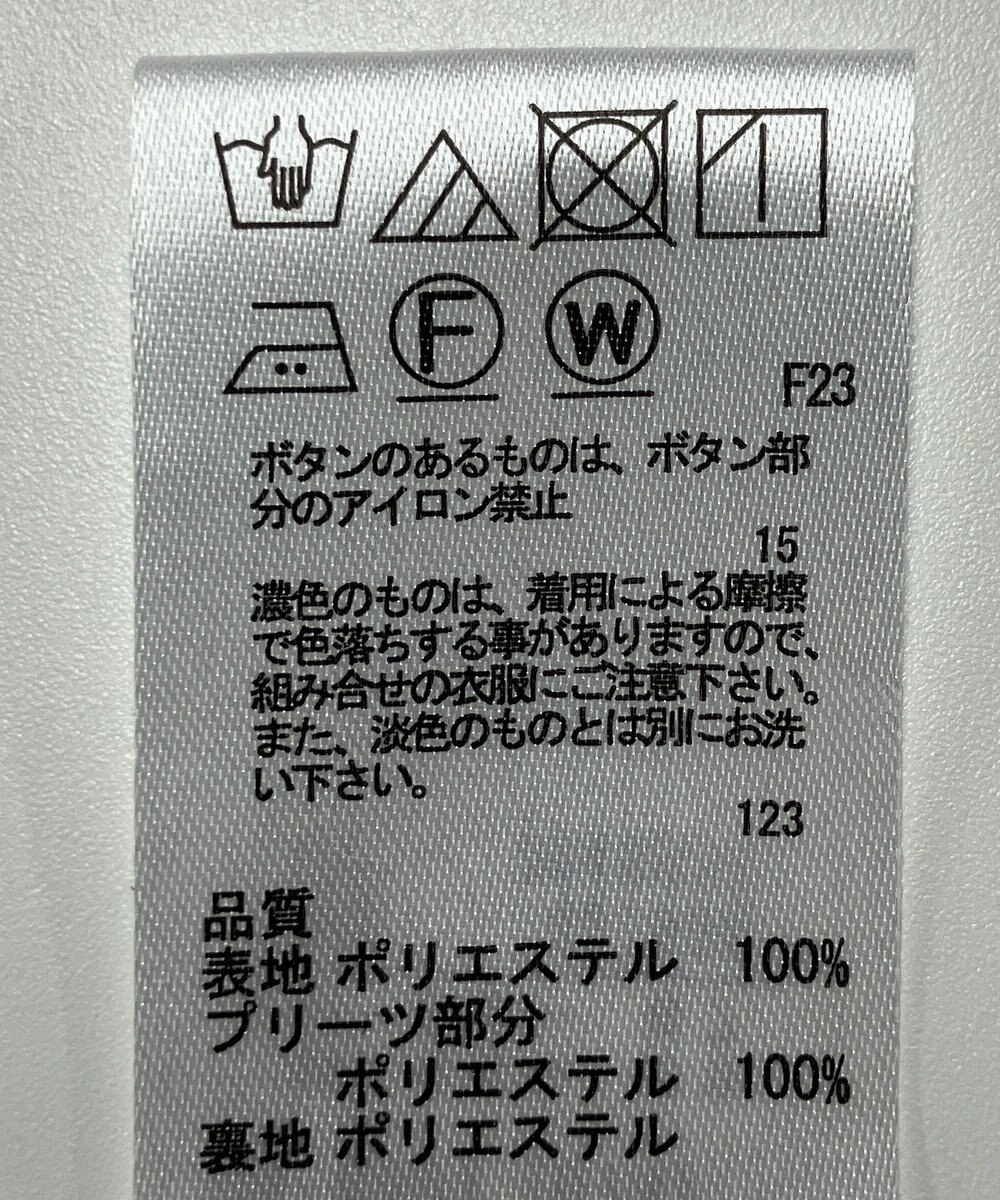 F
W
F23
ボタンのあるものは、ボタン部
分のアイロン禁止
15
濃色のものは、着用による摩擦
で色落ちする事がありますので、
組み合せの衣服にご注意下さい。
また、淡色のものとは別にお洗
い下さい。
123
品質
表地 ポリエステル 100%
プリーツ部分
ポリエステル 100%
裏地 ポリエステル